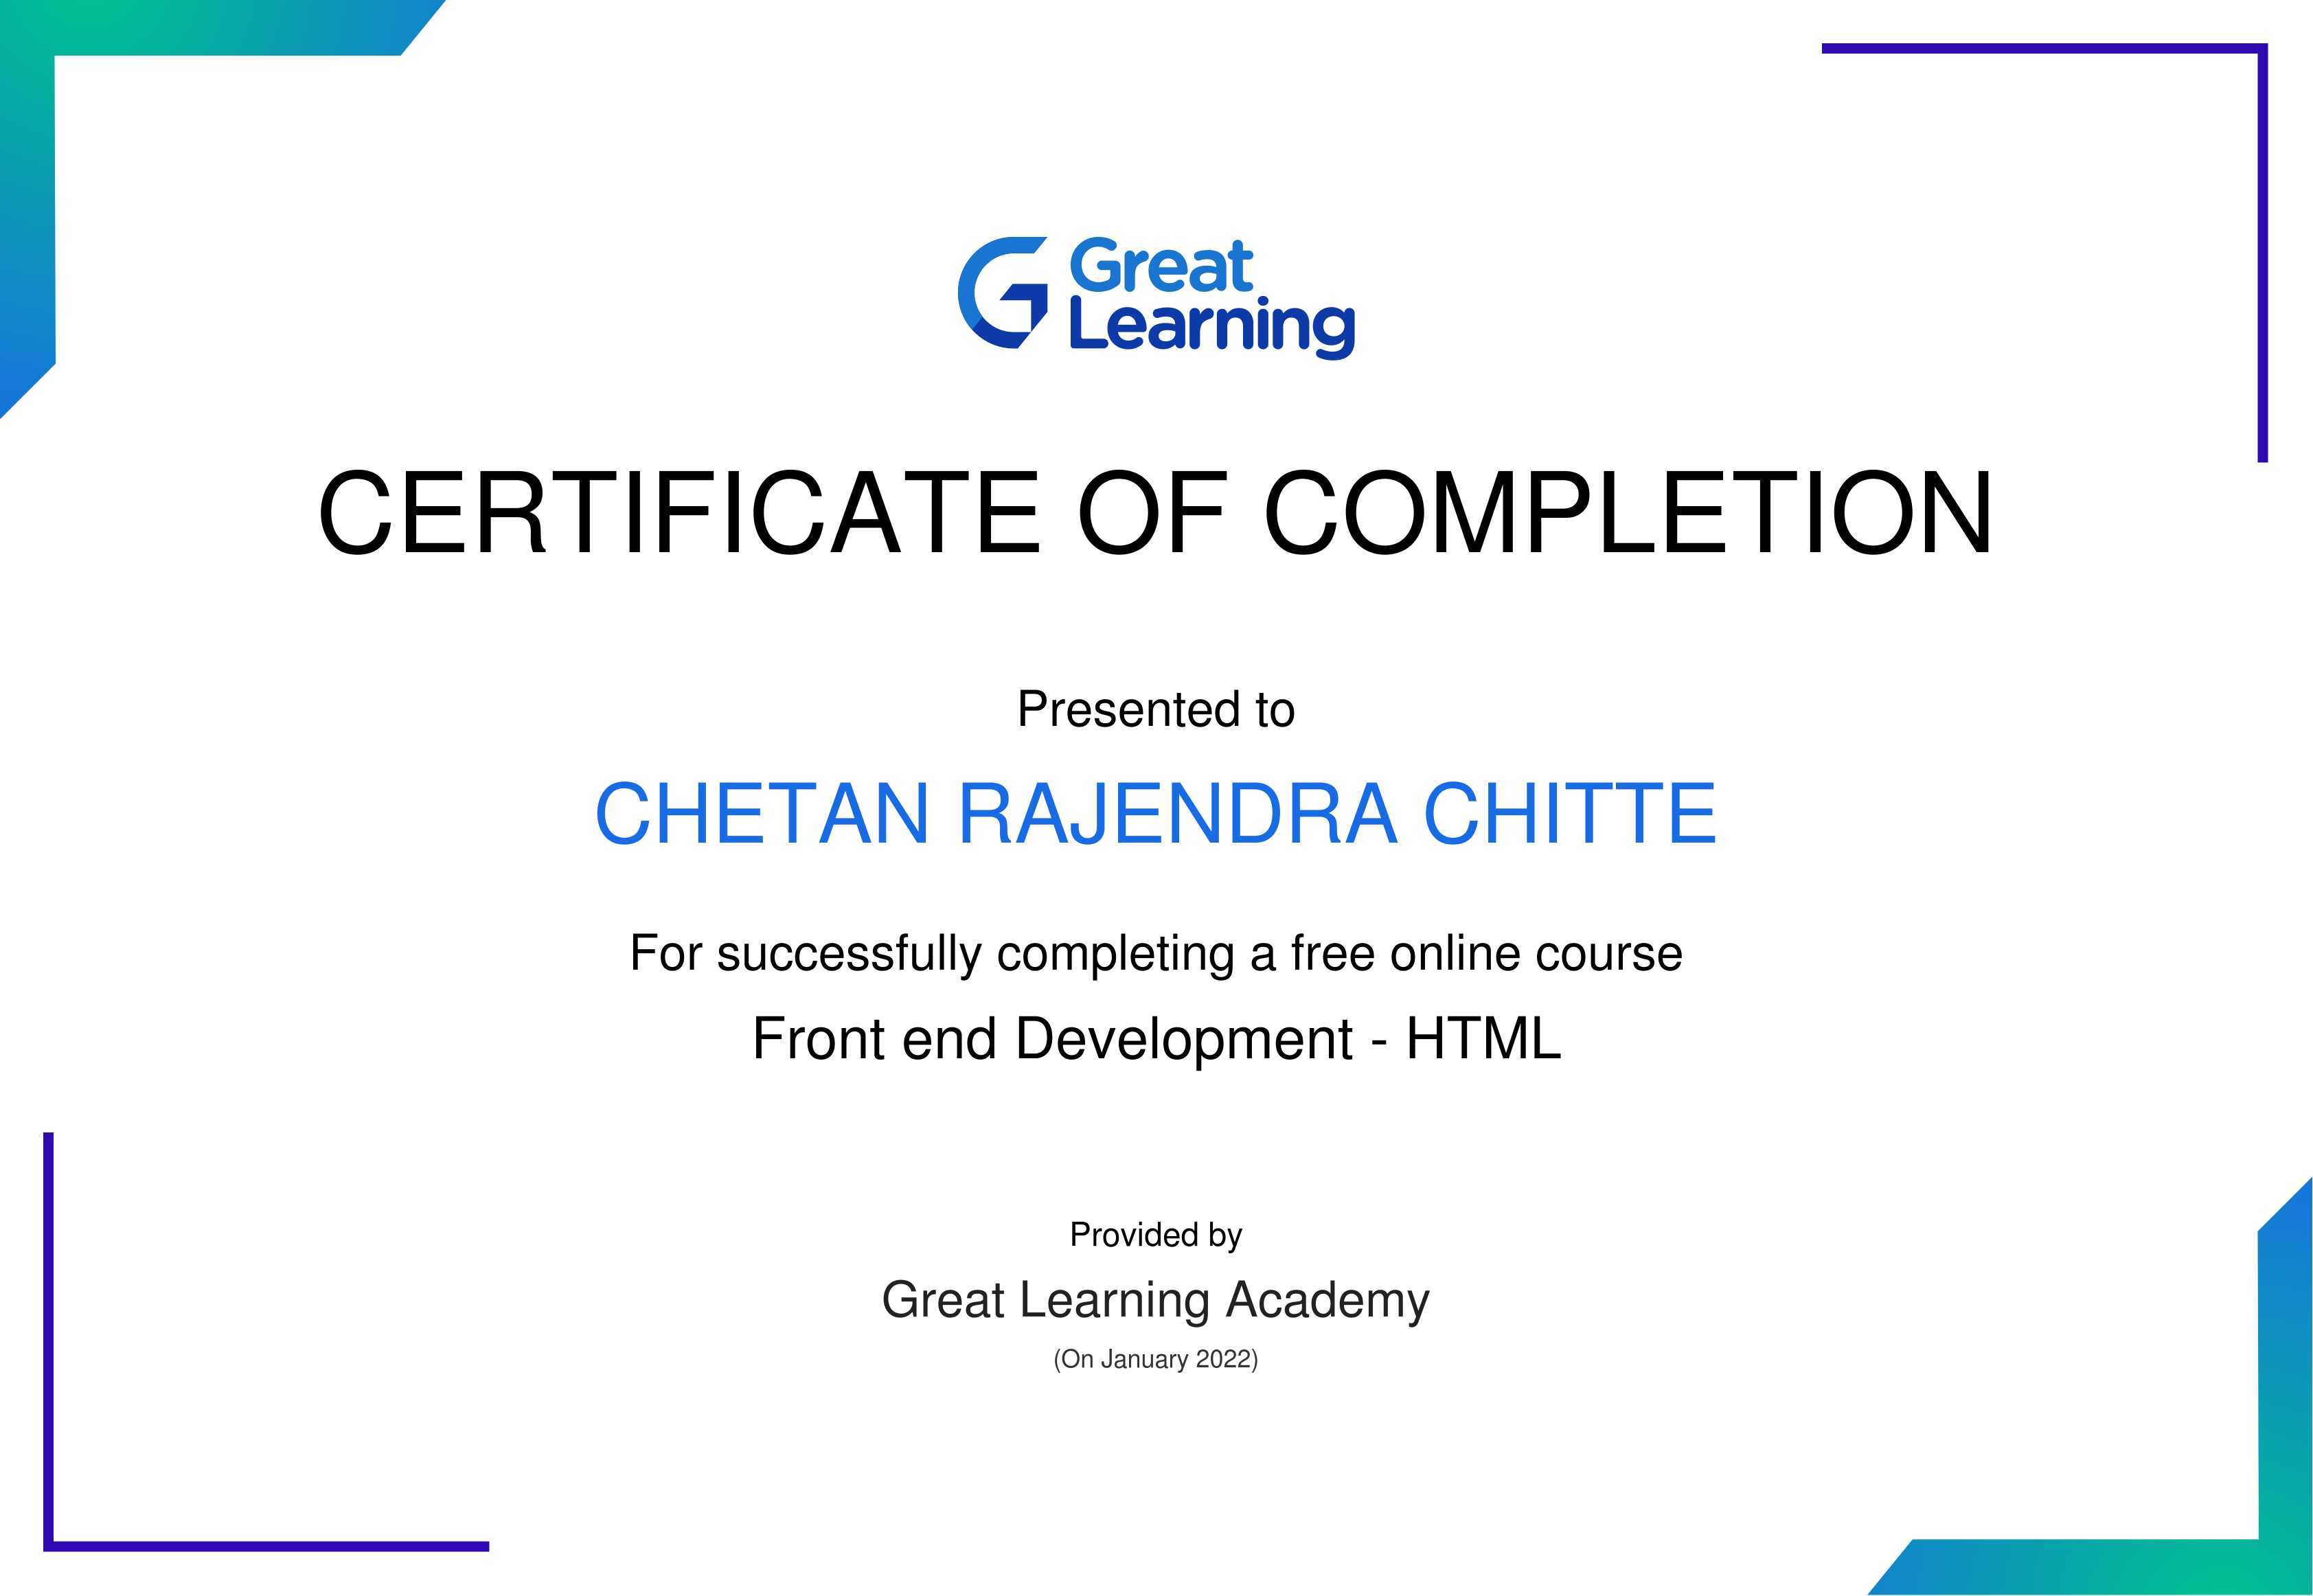 Great
Learning
CERTIFICATE OF COMPLETION
Presented to
CHETAN RAJENDRA CHITTE
For successfully completing a free online course
Front end Development - HTML
Provided by
Great Learning Academy
(On January 2022)